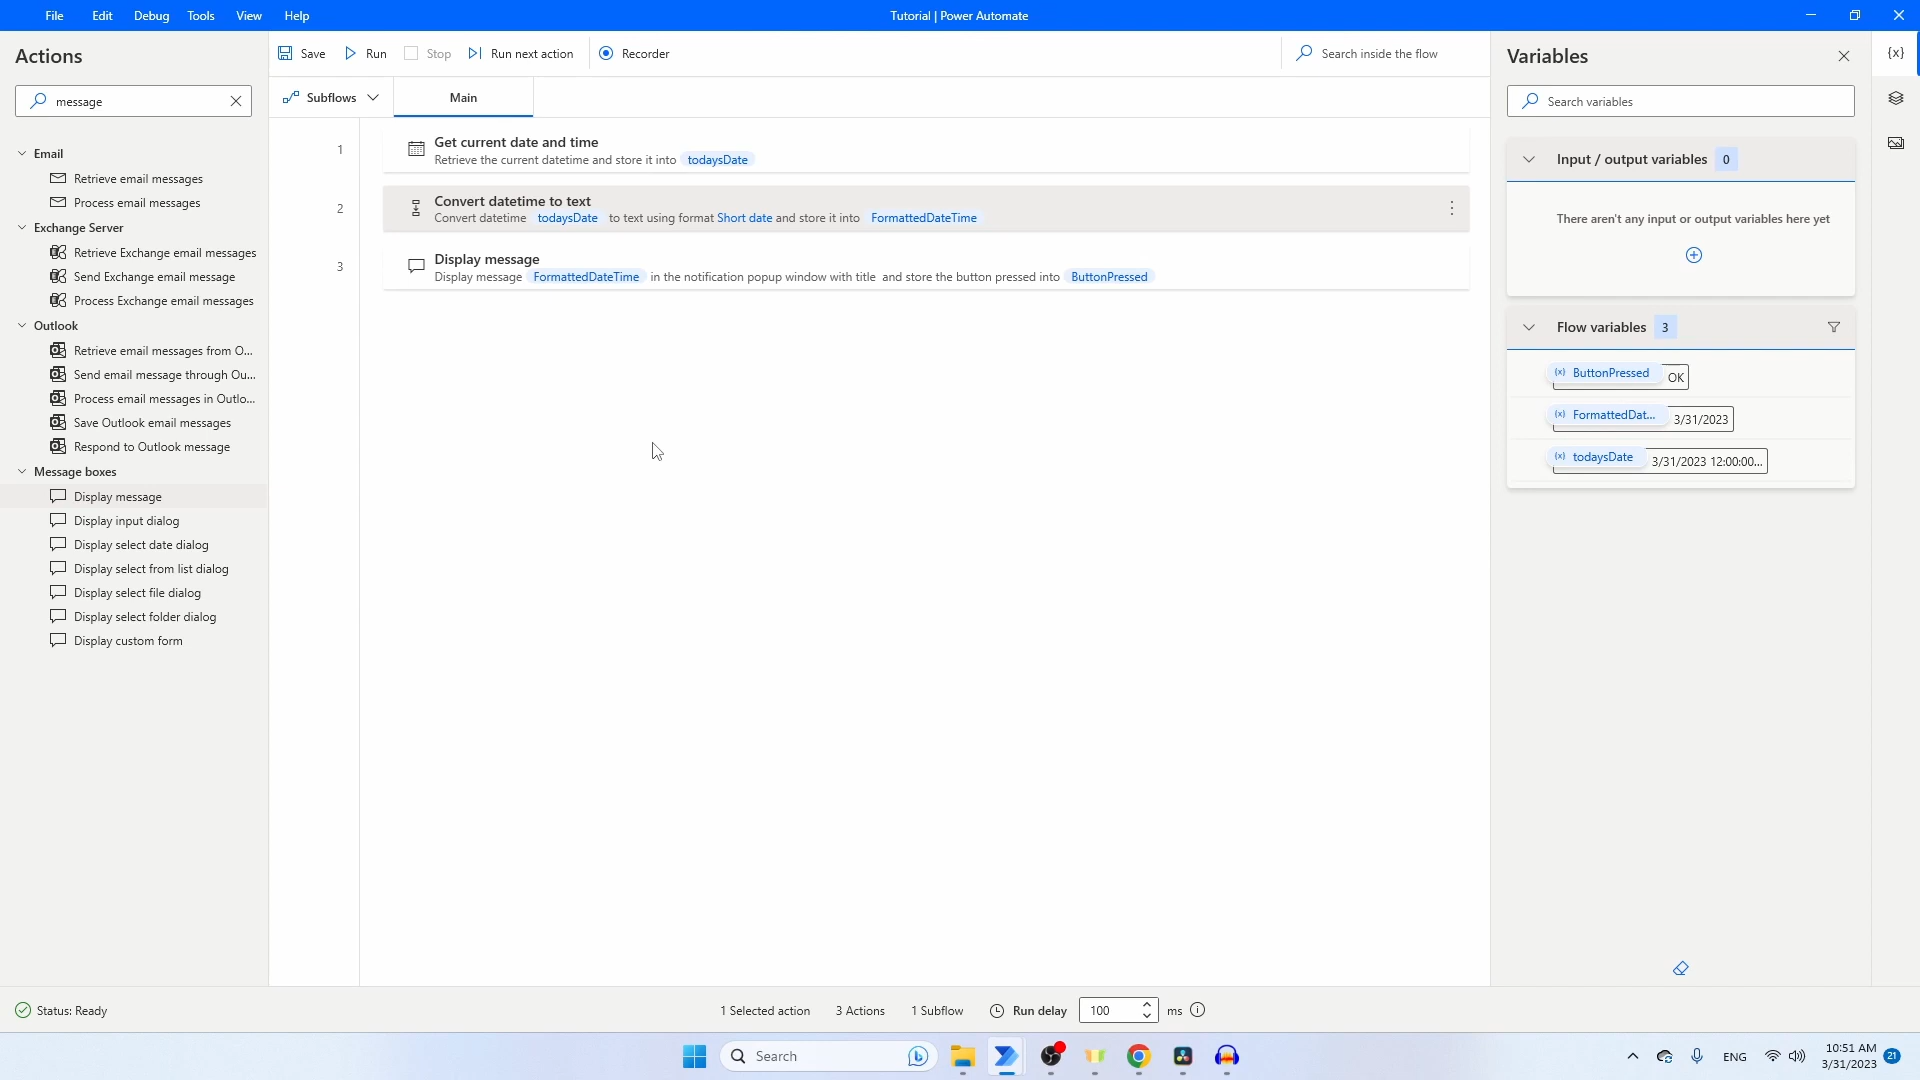 File Edit Debug Tools View Help Tutorial | Power Automate
Actions
message
Email
Retrieve email messages
Process email messages
Exchange Server
Retrieve Exchange email messages
Send Exchange email message
Process Exchange email messages
Outlook
Retrieve email messages from O...
Send email message through Ou...
Process email messages in Outlo...
Save Outlook email messages
Respond to Outlook message
Message boxes
Display message
Display input dialog
Display select date dialog
Display select from list dialog
Display select file dialog
Display select folder dialog
Display custom form
Save Run Stop Run next action Recorder Search inside the flow
Subflows Main
1 Get current date and time
Retrieve the current datetime and store it into todaysDate
2 Convert datetime to text
Convert datetime todaysDate to text using format Short date and store it into FormattedDateTime
3 Display message
Display message FormattedDateTime in the notification popup window with title and store the button pressed into ButtonPressed
Variables
{x}
Search variables
Input / output variables 0
There aren't any input or output variables here yet
Flow variables 3
(x) ButtonPressed OK
(x) FormattedDat... 3/31/2023
(x) todaysDate 3/31/2023 12:00:00...
Status: Ready 1 Selected action 3 Actions 1 Subflow Run delay 100 ms
Search
ENG
10:51 AM
3/31/2023
21